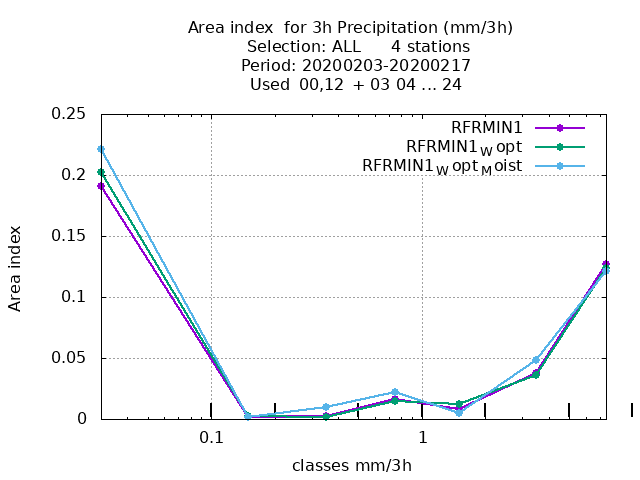 Area index  for 3h Precipitation (mm/3h)
Selection: ALL      4 stations
Period: 20200203-20200217
Used  00,12  + 03 04 ... 24
RFRMIN1
RFRMIN1Wopt
RFRMIN1WoptMoist
0.25
0.2
0.15
0.1
0.05
0
Area index
0.1
1
classes mm/3h